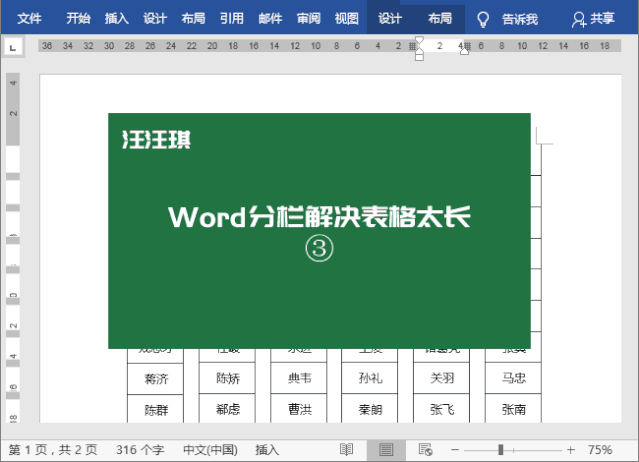 文件 开始 插入 设计 布局 引用 邮件 审阅 视图 设计 布局 告诉我 共享
36 34 32 30 28 26 24 22 20 18 16 14 12 10 8 6 4 2 2 4 6 8 10 12 14 16 18
汪汪琪
Word分栏解决表格太长
③
蒋济 陈矫 典韦 孙礼 关羽 马忠
陈群 郗虑 曹洪 秦朗 张飞 张南
第 1 页，共 2 页 316 个字 中文(中国) 插入 75%